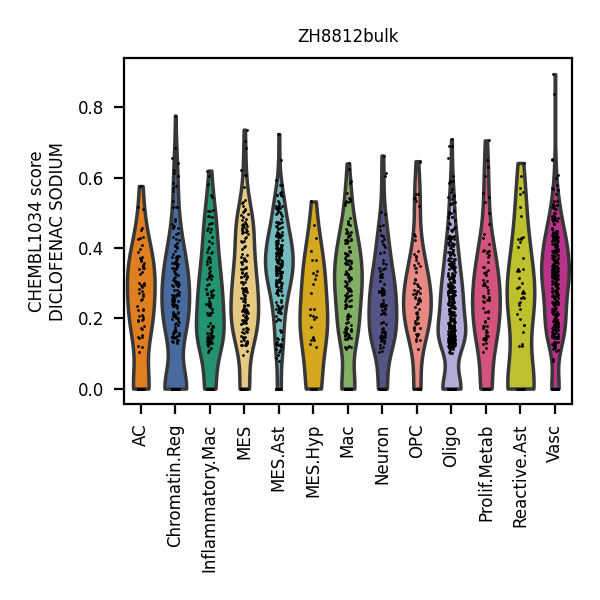 ZH8812bulk
CHEMBL1034 score
DICLOFENAC SODIUM
0.8
0.6
0.4
0.2
0.0
AC
Chromatin.Reg
Inflammatory.Mac
MES
MES.Ast
MES.Hyp
Mac
Neuron
OPC
Oligo
Prolif.Metab
Reactive.Ast
Vasc